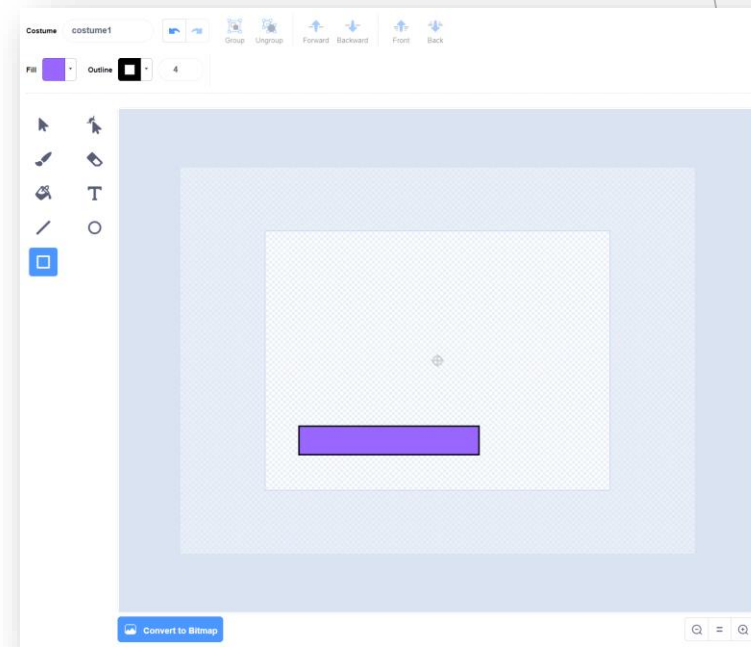 Costume costume1 Group Ungroup Forward Backward Front Back
Fill Outline 4
T
Convert to Bitmap